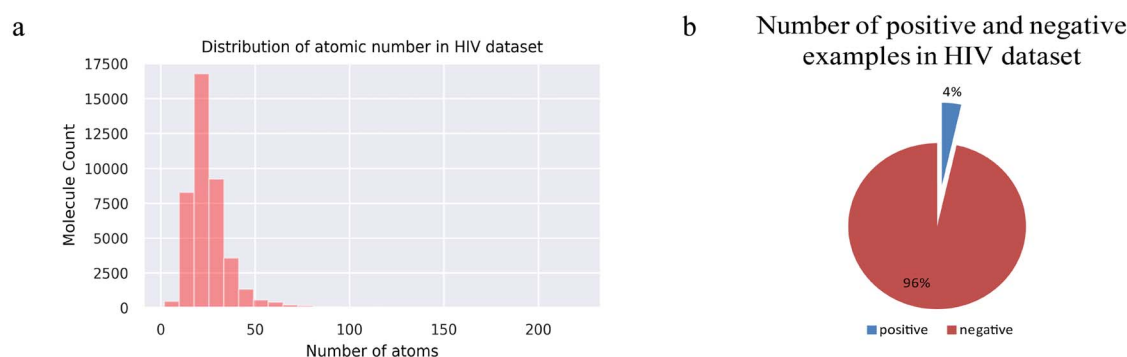 a
Distribution of atomic number in HIV dataset
17500
15000
12500
10000
7500
5000
2500
0
Molecule Count
0 50 100 150 200
Number of atoms
b
Number of positive and negative
examples in HIV dataset
4%
96%
positive negative